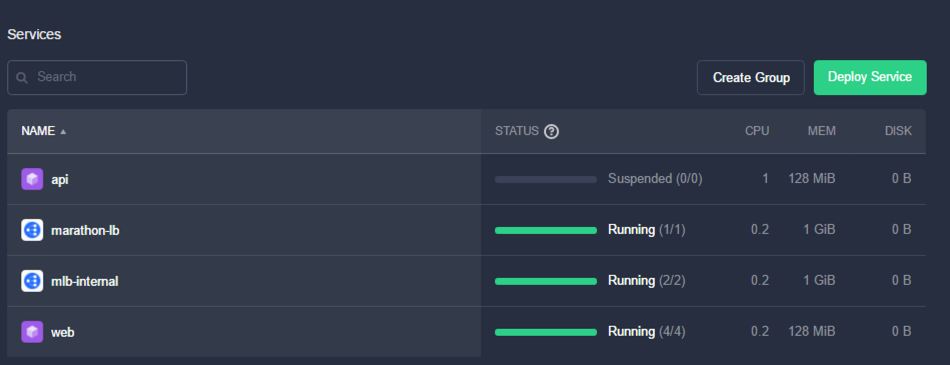 Services
Search
Create Group
Deploy Service
NAME STATUS ? CPU MEM DISK
api Suspended (0/0) 1 128 MiB 0 B
marathon-lb Running (1/1) 0.2 1 GiB 0 B
mlb-internal Running (2/2) 0.2 1 GiB 0 B
web Running (4/4) 0.2 128 MiB 0 B